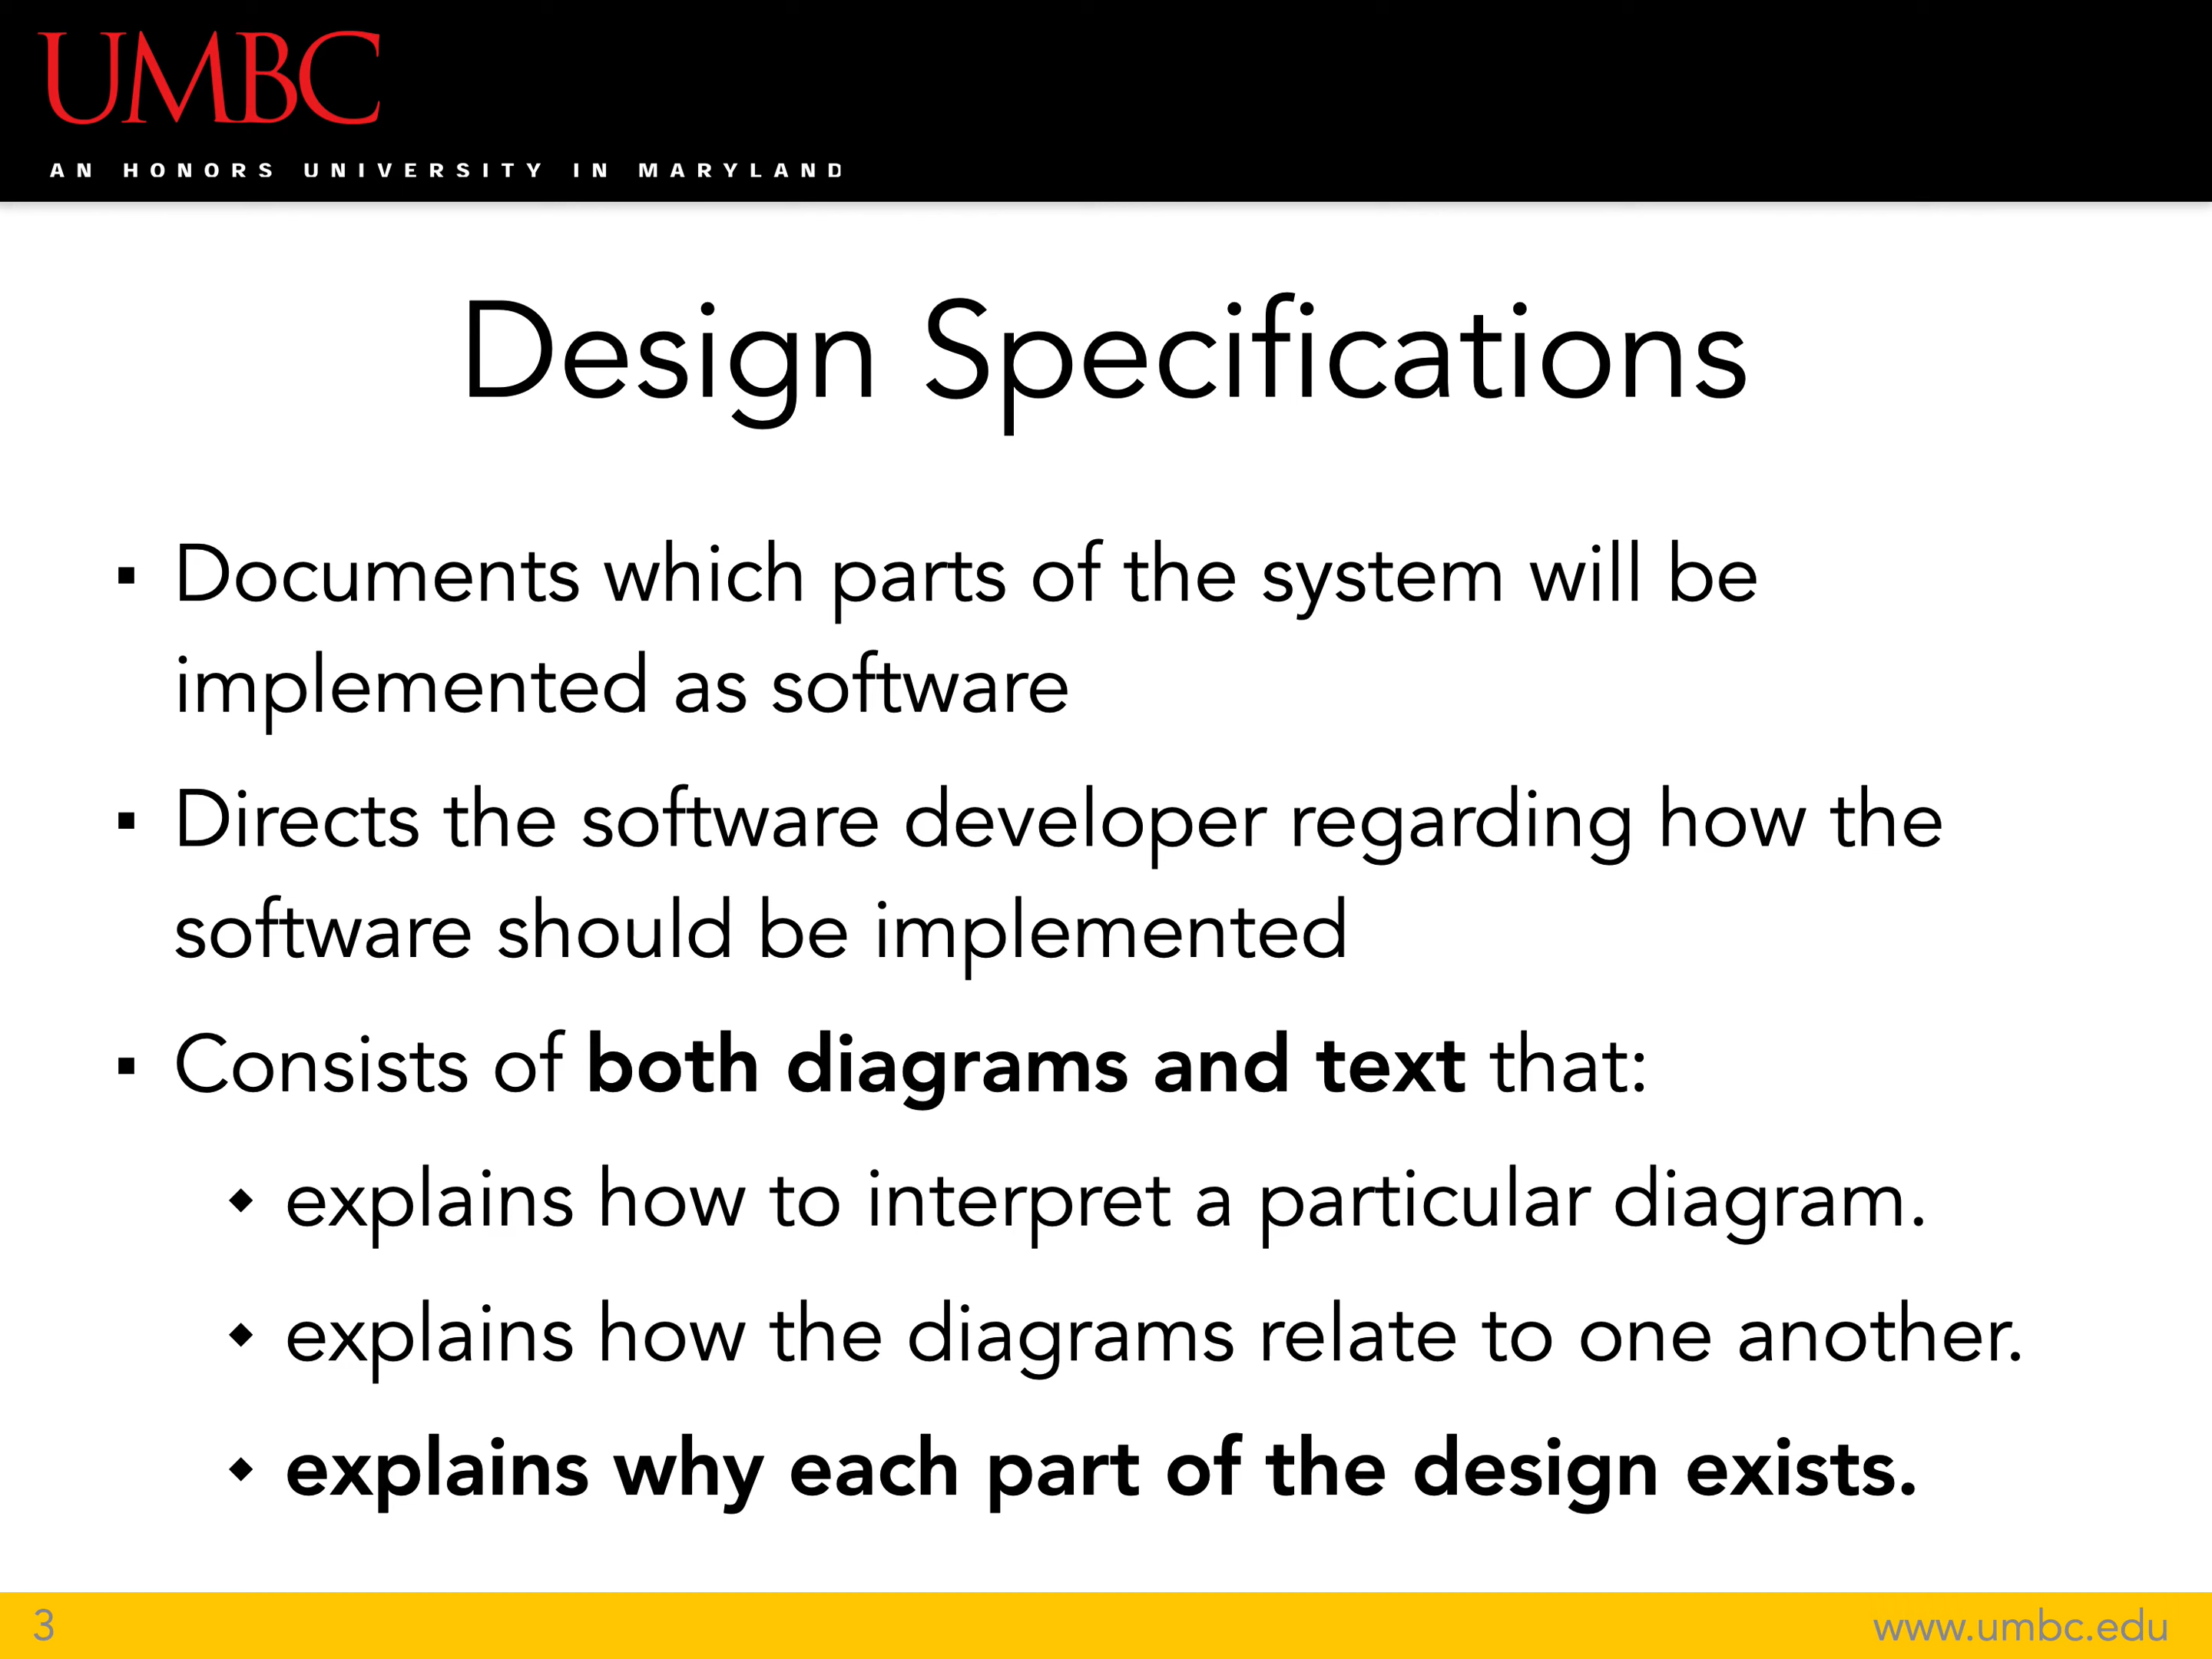 UMBC
AN HONORS UNIVERSITY IN MARYLAND
Design Specifications
▪ Documents which parts of the system will be
implemented as software
▪ Directs the software developer regarding how the
software should be implemented
▪ Consists of both diagrams and text that:
◆ explains how to interpret a particular diagram.
◆ explains how the diagrams relate to one another.
◆ explains why each part of the design exists.
3
www.umbc.edu